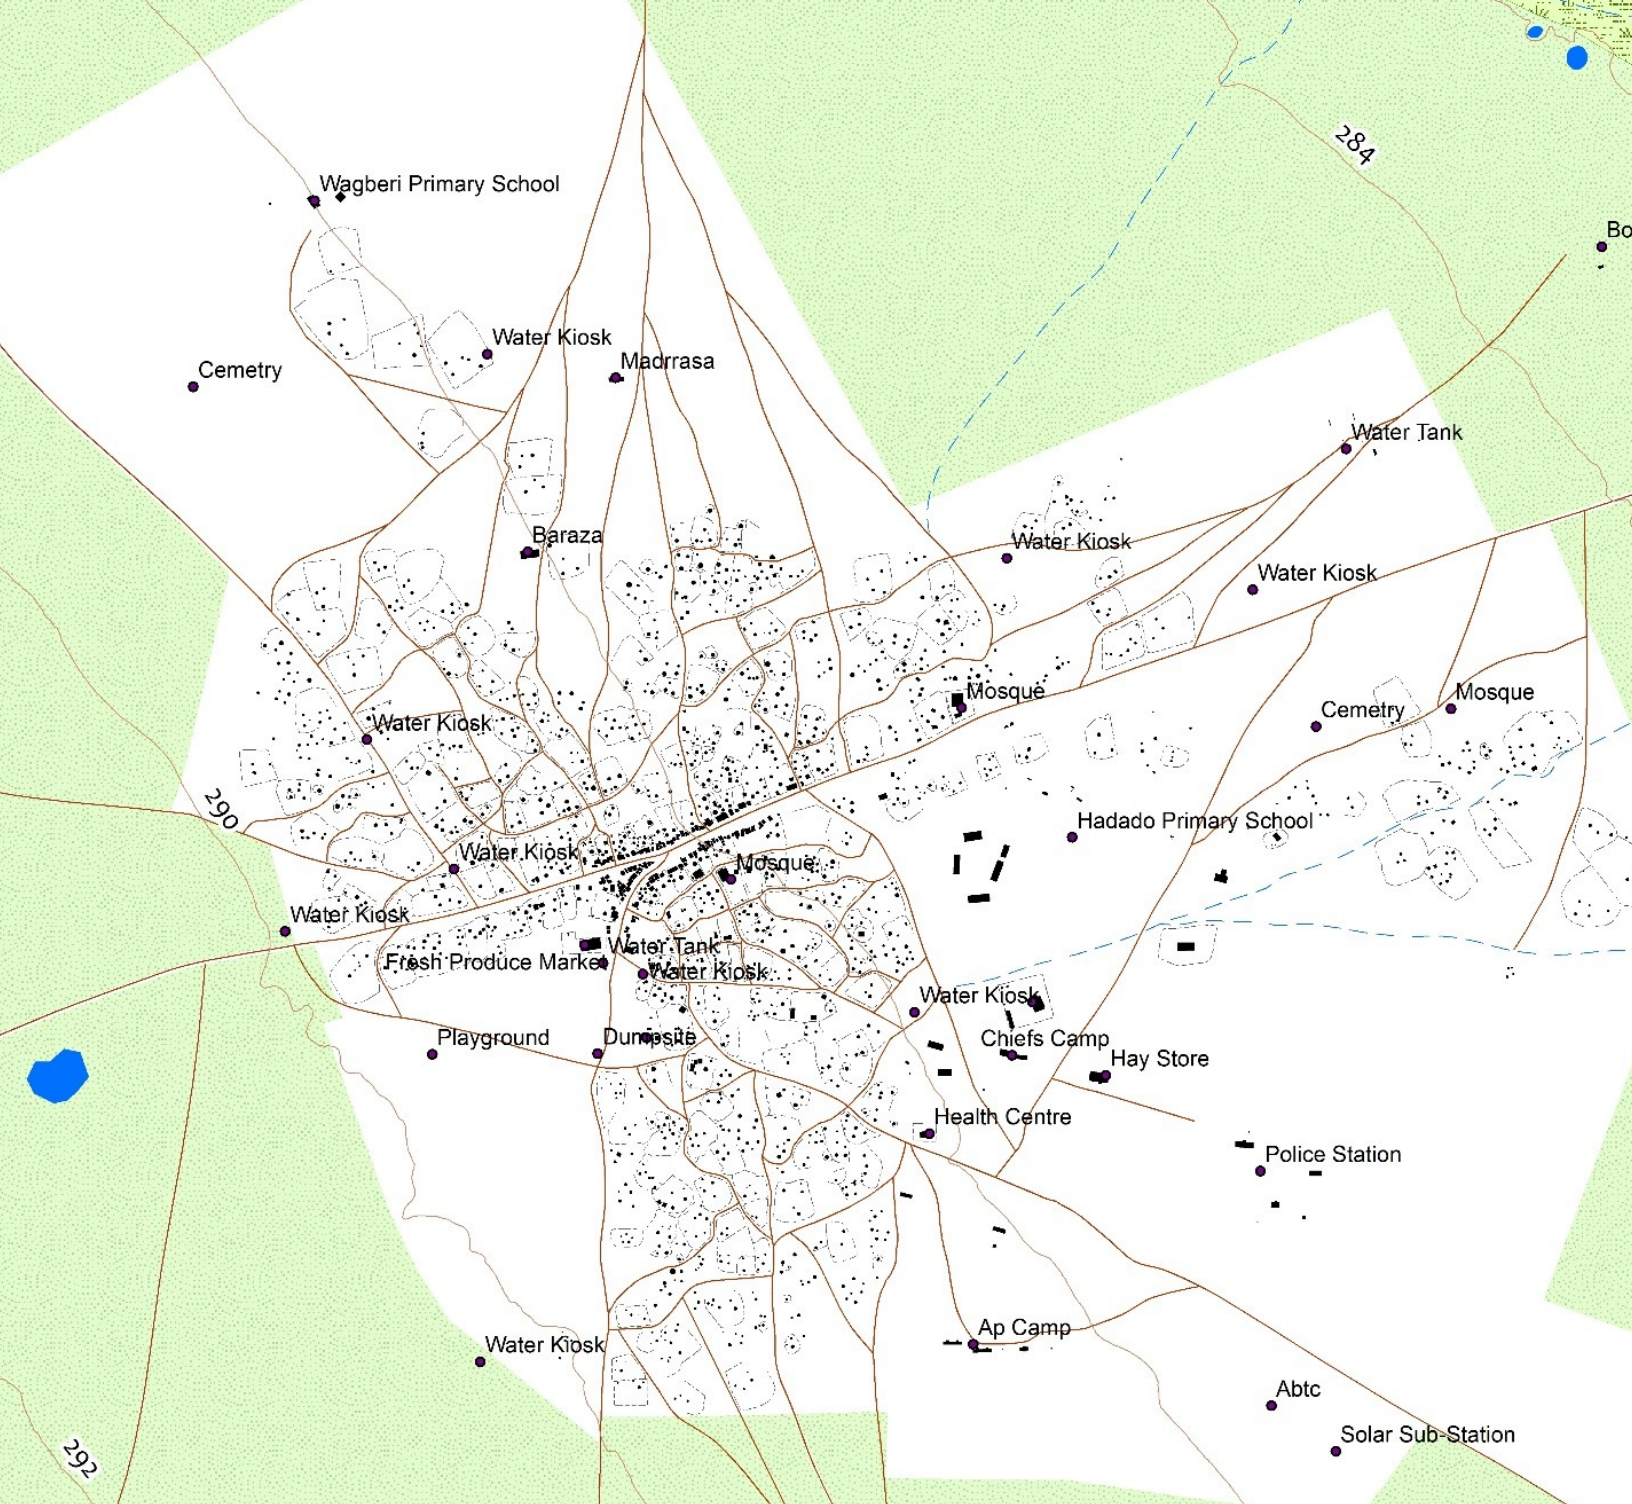 284
Wagberi Primary School
Bo
Water Kiosk
Madrrasa
Cemetry
Water Tank
Baraza
Water Kiosk
Water Kiosk
Mosque
Mosque
Cemetry
Water Kiosk
290
Hadado Primary School
Water Kiosk
Mosque
Water Kiosk
Water Tank
Fresh Produce Market
Water Kiosk
Water Kiosk
Playground
Dumpsite
Chiefs Camp
Hay Store
Health Centre
Police Station
Ap Camp
Water Kiosk
Abtc
Solar Sub-Station
292